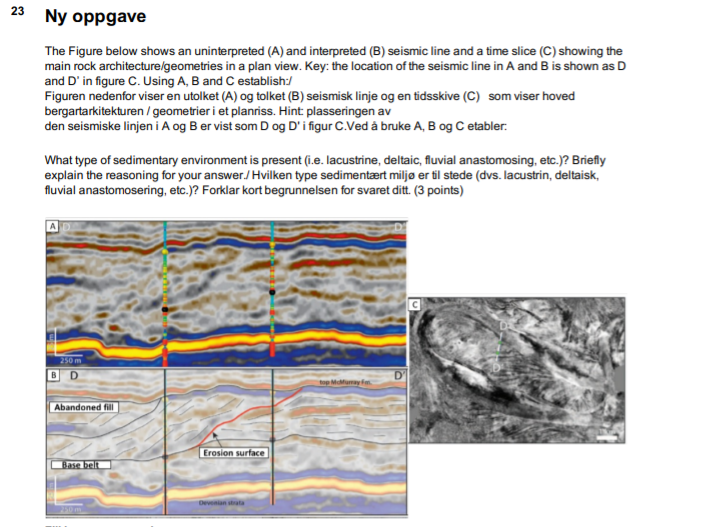 23 Ny oppgave
The Figure below shows an uninterpreted (A) and interpreted (B) seismic line and a time slice (C) showing the
main rock architecture/geometries in a plan view. Key: the location of the seismic line in A and B is shown as D
and D' in figure C. Using A, B and C establish:/
Figuren nedenfor viser en utolket (A) og tolket (B) seismisk linje og en tidsskive (C) som viser hoved
bergartarkitekturen / geometrier i et planriss. Hint: plasseringen av
den seismiske linjen i A og B er vist som D og D' i figur C.Ved å bruke A, B og C etabler:
What type of sedimentary environment is present (i.e. lacustrine, deltaic, fluvial anastomosing, etc.)? Briefly
explain the reasoning for your answer./ Hvilken type sedimentært miljø er til stede (dvs. lacustrin, deltaisk,
fluvial anastomosering, etc.)? Forklar kort begrunnelsen for svaret ditt. (3 points)
A D D'
250 m
C
D'
D
B D D'
top McMurray Fm.
Abandoned fill
Erosion surface
Base belt
Devonian strata
250 m